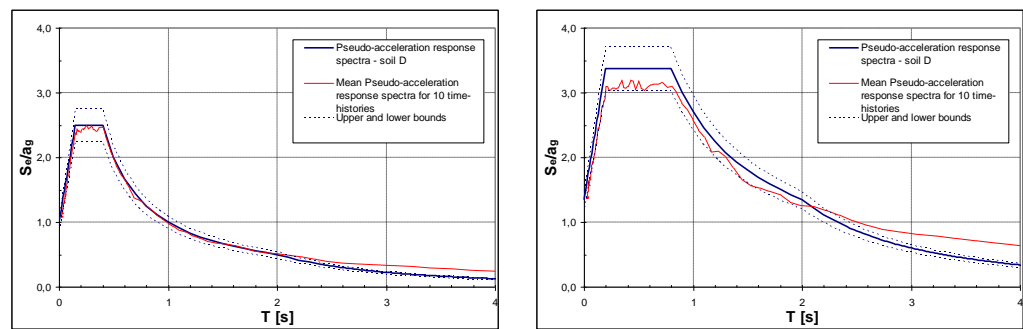 4,0
3,0
2,0
1,0
0,0
Se/ag
0 1 2 3 4
T [s]
Pseudo-acceleration response
spectra - soil D
Mean Pseudo-acceleration
response spectra for 10 time-
histories
Upper and lower bounds
4,0
3,0
2,0
1,0
0,0
Se/ag
0 1 2 3 4
T [s]
Pseudo-acceleration response
spectra - soil D
Mean Pseudo-acceleration
response spectra for 10 time-
histories
Upper and lower bounds